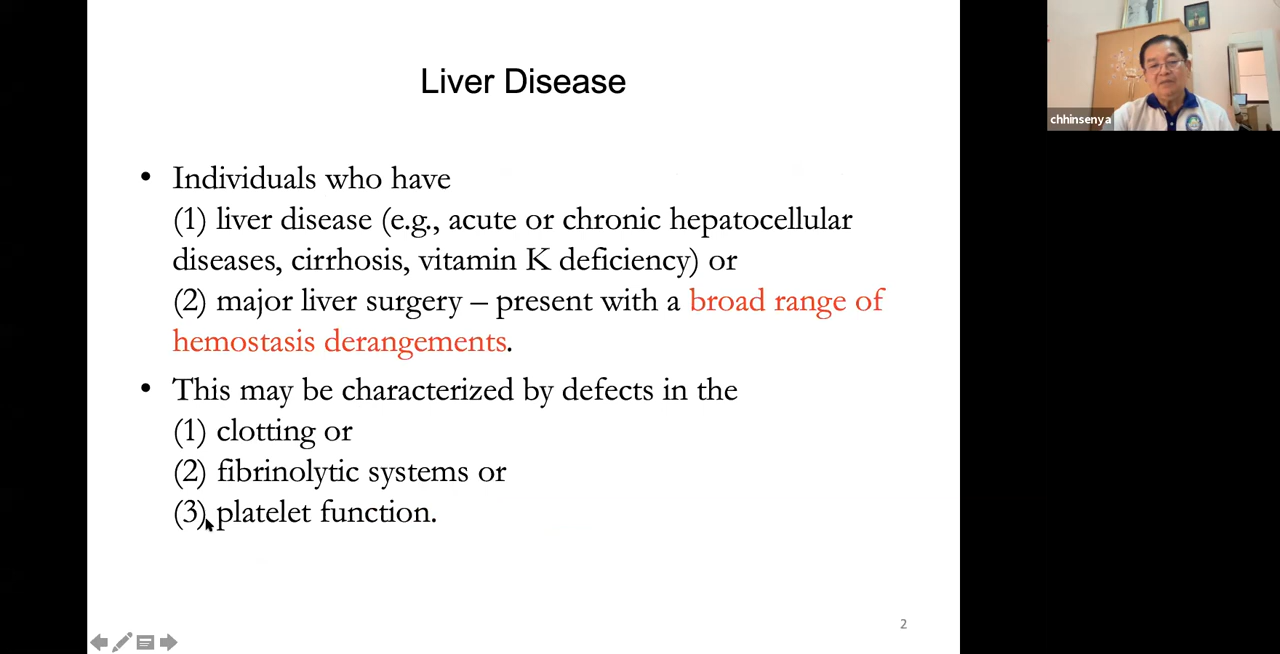 Liver Disease
• Individuals who have
(1) liver disease (e.g., acute or chronic hepatocellular
diseases, cirrhosis, vitamin K deficiency) or
(2) major liver surgery – present with a broad range of
hemostasis derangements.
• This may be characterized by defects in the
(1) clotting or
(2) fibrinolytic systems or
(3) platelet function.
2
chhinsenya